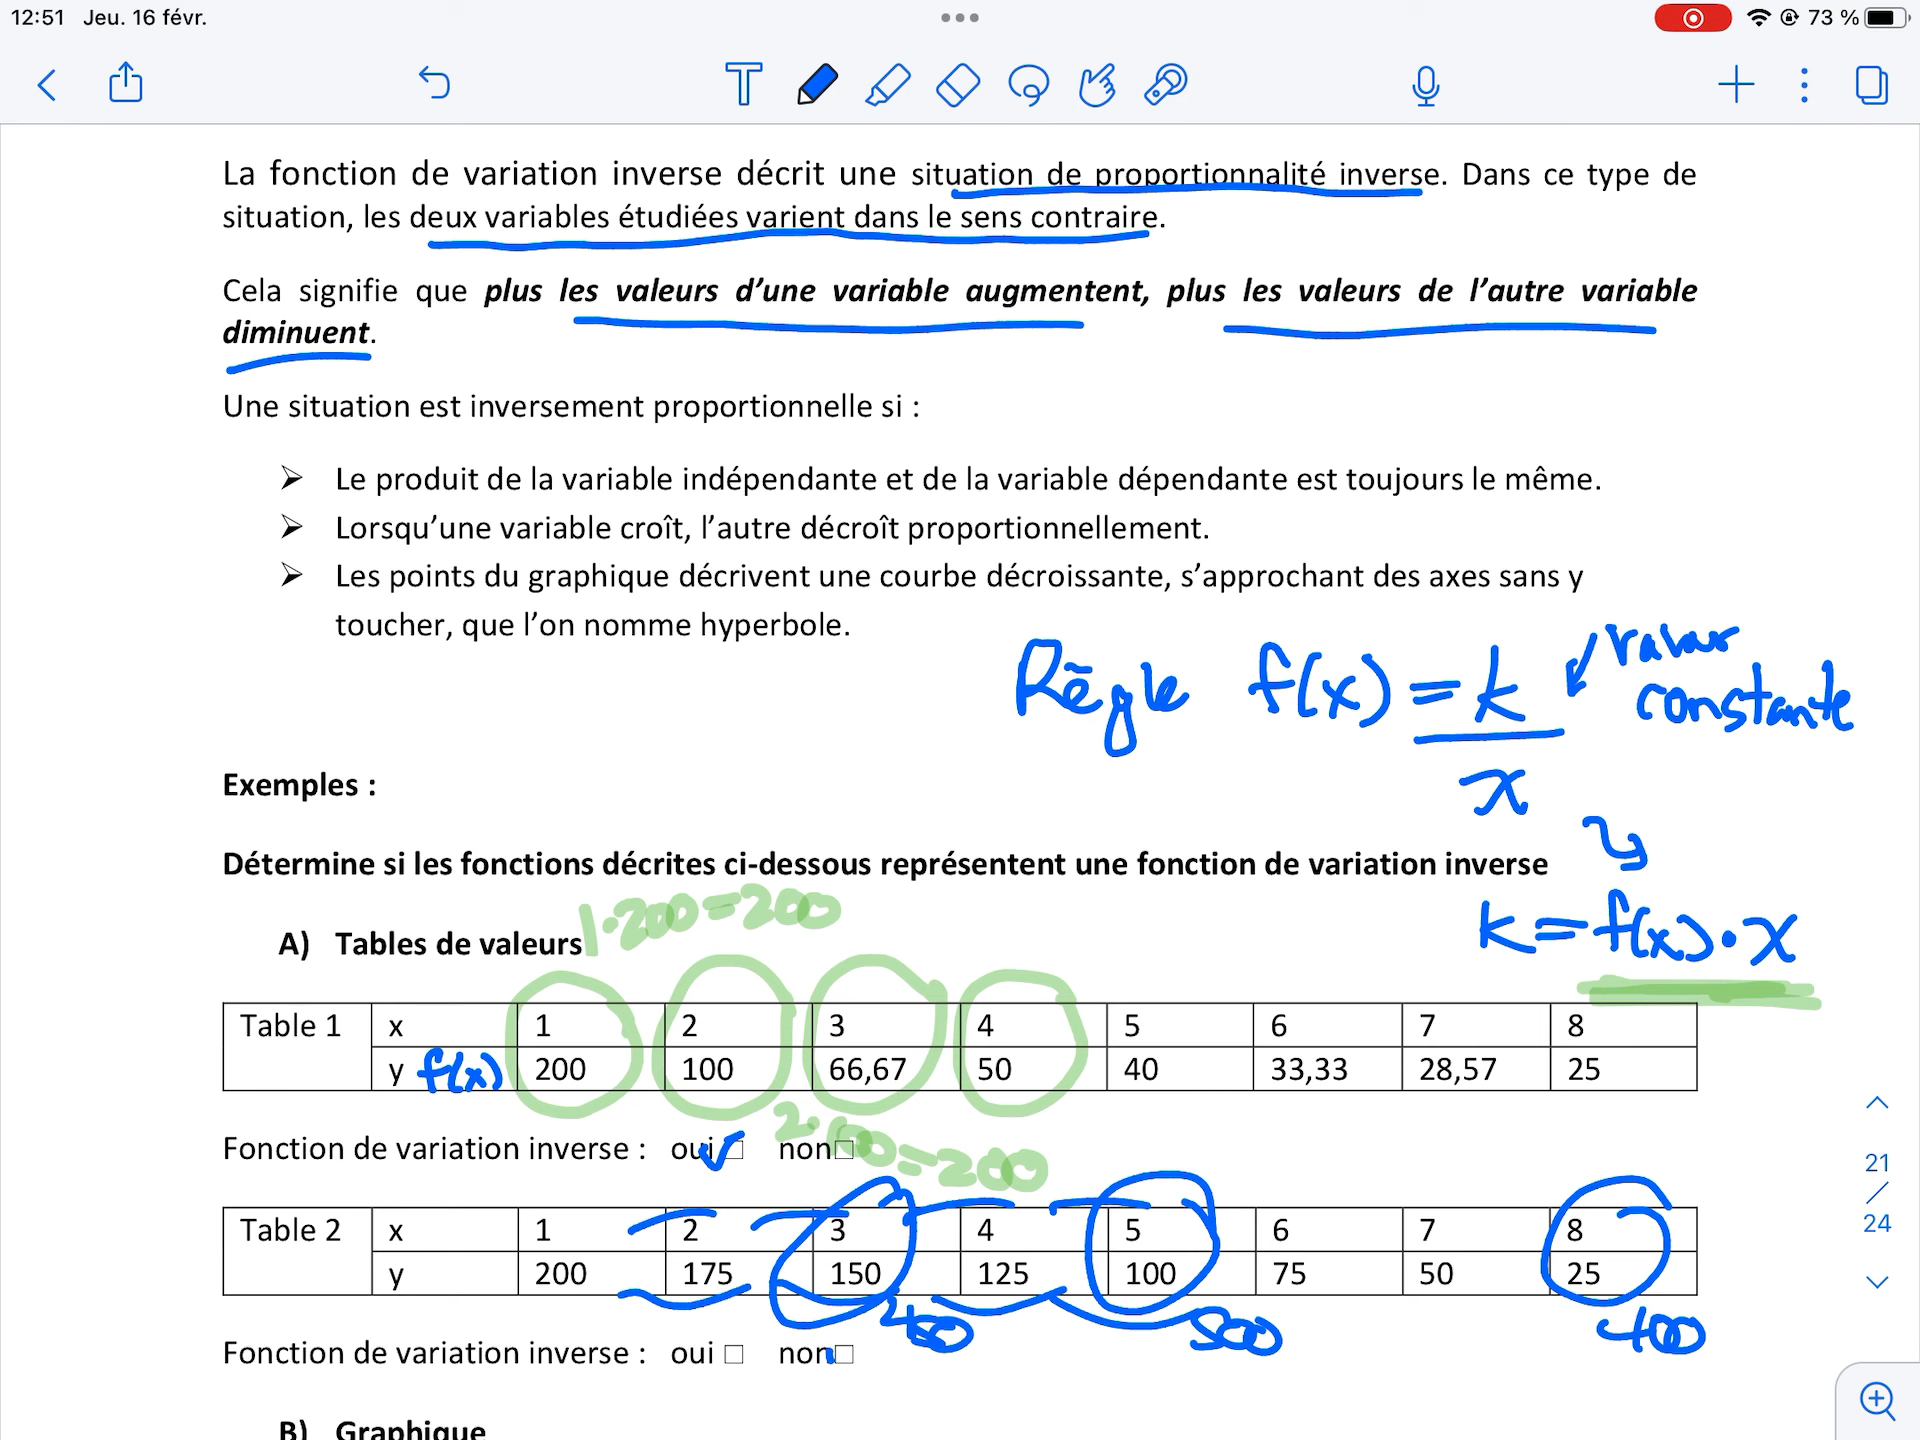 12:51 Jeu. 16 févr.
73 %
La fonction de variation inverse décrit une situation de proportionnalité inverse. Dans ce type de
situation, les deux variables étudiées varient dans le sens contraire.
Cela signifie que plus les valeurs d’une variable augmentent, plus les valeurs de l’autre variable
diminuent.
Une situation est inversement proportionnelle si :
➢ Le produit de la variable indépendante et de la variable dépendante est toujours le même.
➢ Lorsqu’une variable croît, l’autre décroît proportionnellement.
➢ Les points du graphique décrivent une courbe décroissante, s’approchant des axes sans y
toucher, que l’on nomme hyperbole.
Règle f(x) = k
x
valeur
constante
Exemples :
Détermine si les fonctions décrites ci-dessous représentent une fonction de variation inverse
k = f(x) · x
1·200=200
A) Tables de valeurs
Table 1 x 1 2 3 4 5 6 7 8
y f(x) 200 100 66,67 50 40 33,33 28,57 25
2·100=200
Fonction de variation inverse : oui □ non □
Table 2 x 1 2 3 4 5 6 7 8
y 200 175 150 125 100 75 50 25
450 500 400
Fonction de variation inverse : oui □ non □
B) Graphique
21
/
24